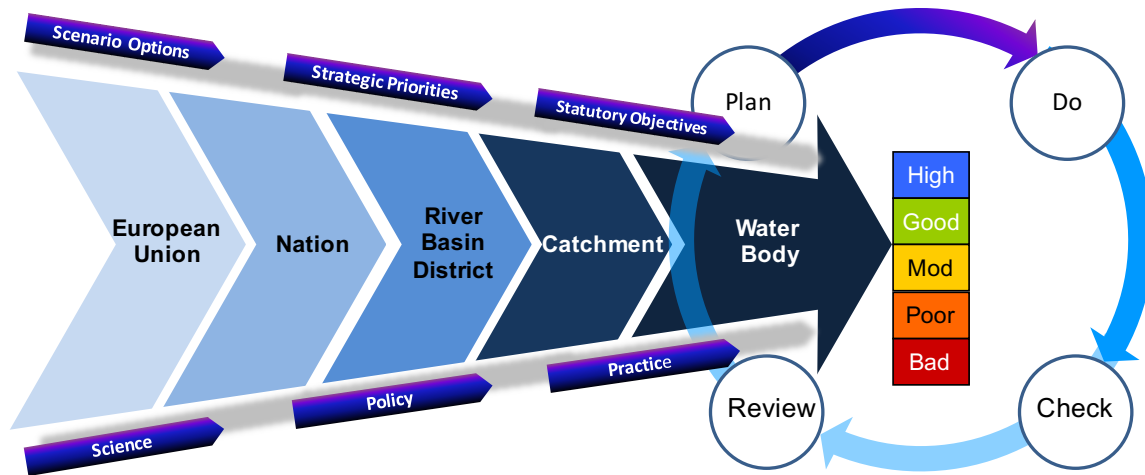 Scenario Options
Strategic Priorities
Statutory Objectives
Plan
Do
European
Union
Nation
River
Basin
District
Catchment
Water
Body
High
Good
Mod
Poor
Bad
Science
Policy
Practice
Review
Check